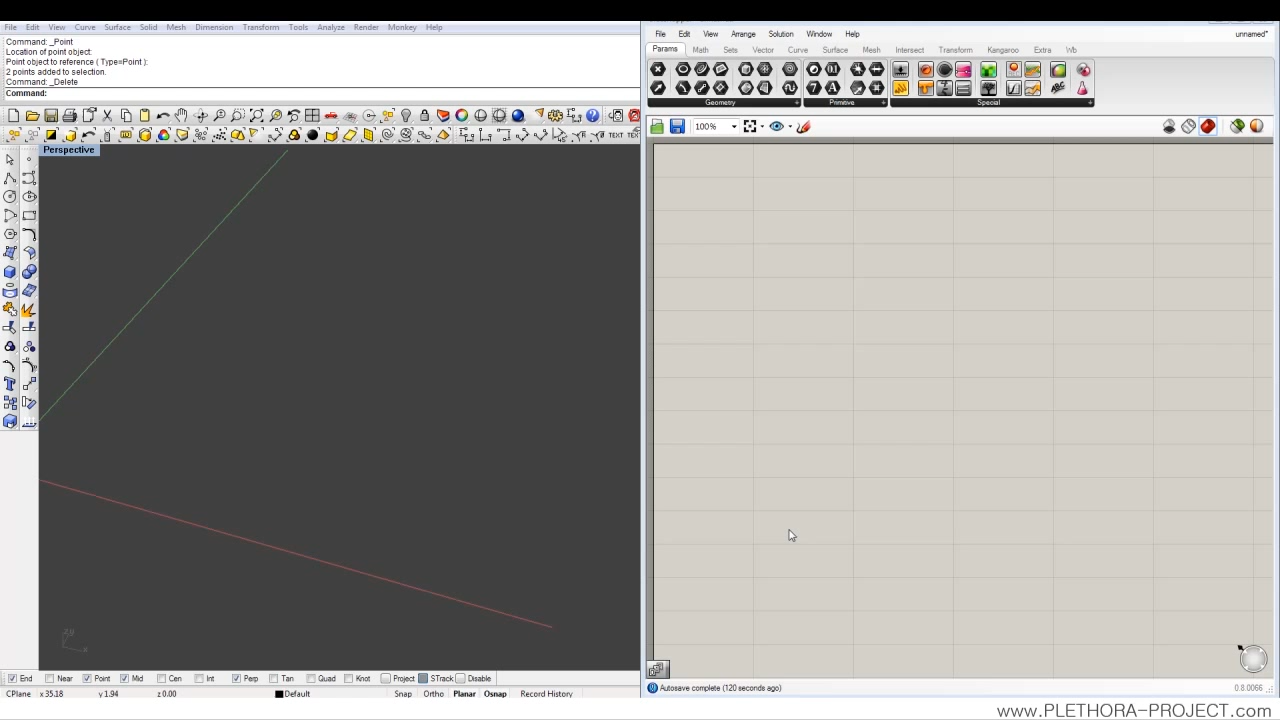 File Edit View Curve Surface Solid Mesh Dimension Transform Tools Analyze Render Monkey Help
Command: _Point
Location of point object:
Point object to reference ( Type=Point ):
2 points added to selection.
Command: _Delete
Command:
Perspective
End Near Point Mid Cen Int Perp Tan Quad Knot Project STrack Disable
CPlane x 35.18 y 1.94 z 0.00 Default Snap Ortho Planar Osnap Record History
File Edit View Arrange Solution Window Help unnamed*
Params Math Sets Vector Curve Surface Mesh Intersect Transform Kangaroo Extra Wb
Geometry + Primitive + Special +
100%
Autosave complete (120 seconds ago) 0.8.0066
www.PLETHORA-PROJECT.com